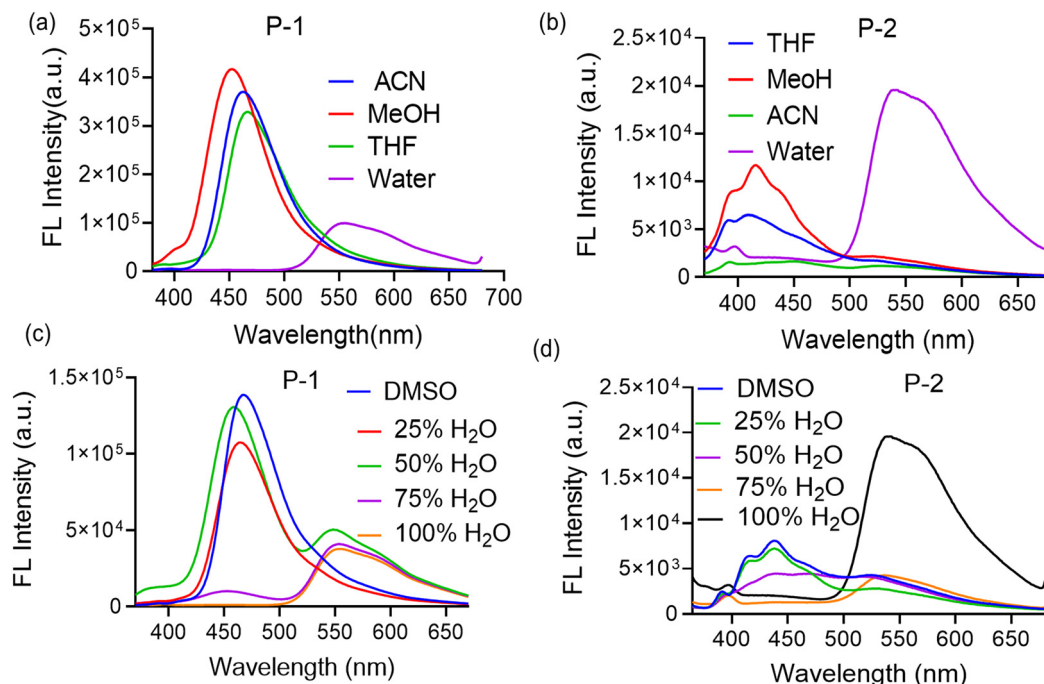 (a)
P-1
FL Intensity(a.u.)
5×10⁵
4×10⁵
3×10⁵
2×10⁵
1×10⁵
0
400 450 500 550 600 650 700
Wavelength(nm)
ACN
MeOH
THF
Water
(b)
P-2
FL Intensity (a.u.)
2.5×10⁴
2×10⁴
1.5×10⁴
1×10⁴
5×10³
0
400 450 500 550 600 650
Wavelength (nm)
THF
MeoH
ACN
Water
(c)
P-1
FL Intensity (a.u.)
1.5×10⁵
1×10⁵
5×10⁴
0
400 450 500 550 600 650
Wavelength (nm)
DMSO
25% H₂O
50% H₂O
75% H₂O
100% H₂O
(d)
P-2
FL Intensity (a.u.)
2.5×10⁴
2×10⁴
1.5×10⁴
1×10⁴
5×10³
0
400 450 500 550 600 650
Wavelength (nm)
DMSO
25% H₂O
50% H₂O
75% H₂O
100% H₂O